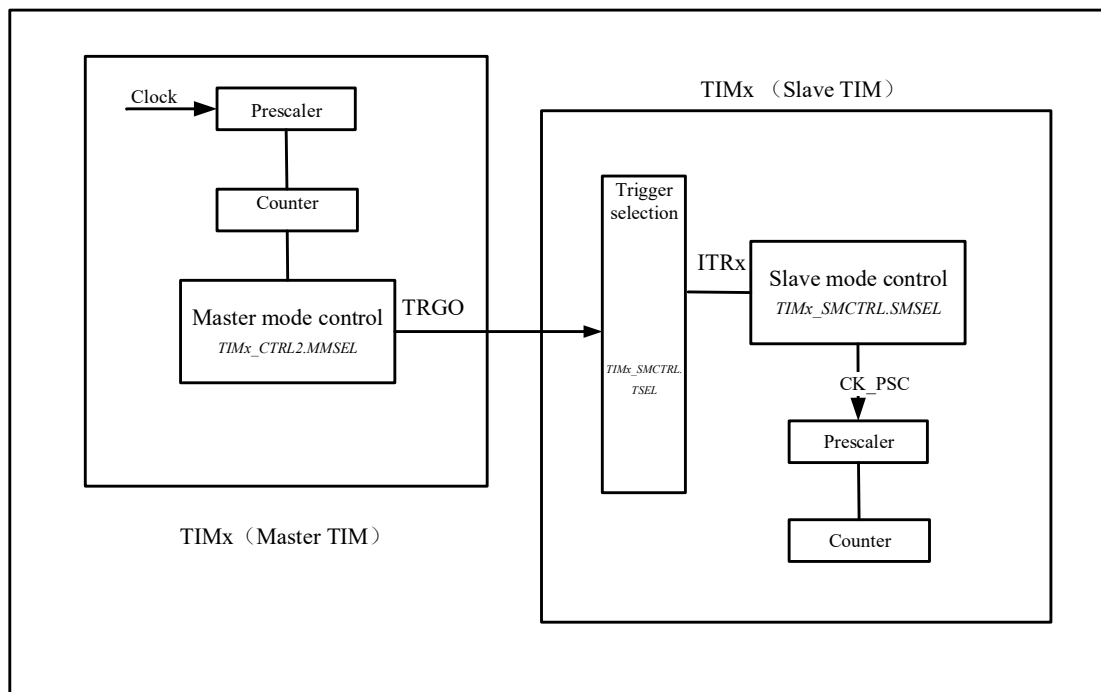 Clock
Prescaler
Counter
Master mode control
TIMx_CTRL2.MMSEL
TRGO
TIMx（Master TIM）
TIMx （Slave TIM）
Trigger
selection
TIMx_SMCTRL.
TSEL
ITRx
Slave mode control
TIMx_SMCTRL.SMSEL
CK_PSC
Prescaler
Counter